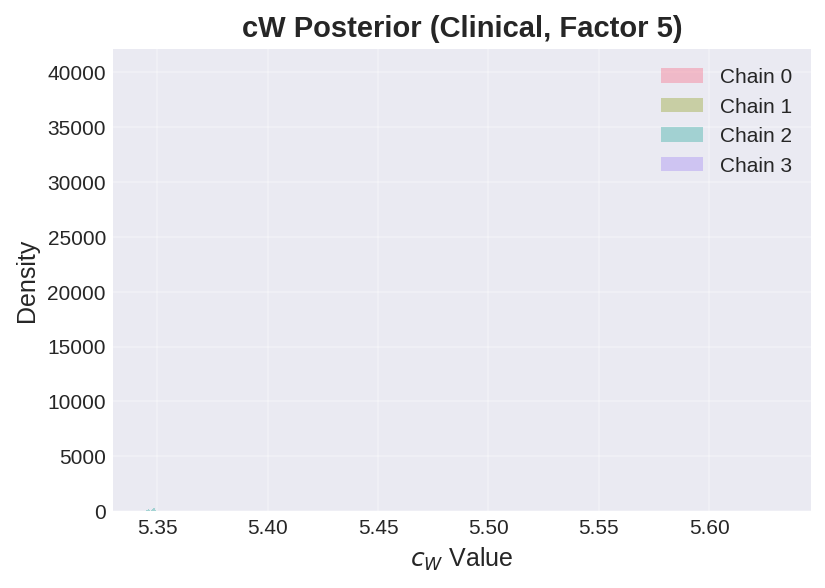 cW Posterior (Clinical, Factor 5)
Chain 0
Chain 1
Chain 2
Chain 3
Density
40000
35000
30000
25000
20000
15000
10000
5000
0
5.35 5.40 5.45 5.50 5.55 5.60
c_W Value